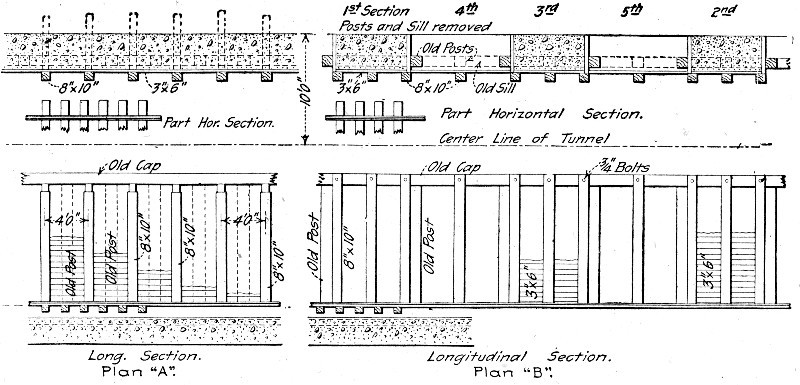 1st Section 4th 3rd 5th 2nd
Posts and Sill removed
Old Posts
8"x10" 3"x6" 10'0" 3"x6" 8"x10" Old Sill
Part Hor. Section. Part Horizontal Section.
Center Line of Tunnel
Old Cap Old Cap 3/4" Bolts
4'0" 4'0"
Old Post Old Post 8"x10" 8"x10" 8"x10" Old Post 8"x10" Old Post 3"x6" 3"x6"
Long. Section. Longitudinal Section.
Plan "A". Plan "B".